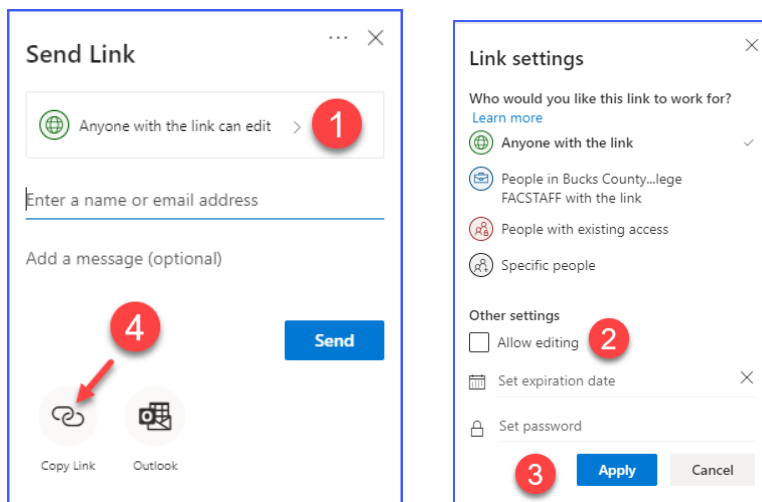 Send Link
Anyone with the link can edit
1
Enter a name or email address
Add a message (optional)
4
Send
Copy Link
Outlook
Link settings
Who would you like this link to work for?
Learn more
Anyone with the link
People in Bucks County...lege
FACSTAFF with the link
People with existing access
Specific people
Other settings
Allow editing
2
Set expiration date
Set password
3
Apply
Cancel